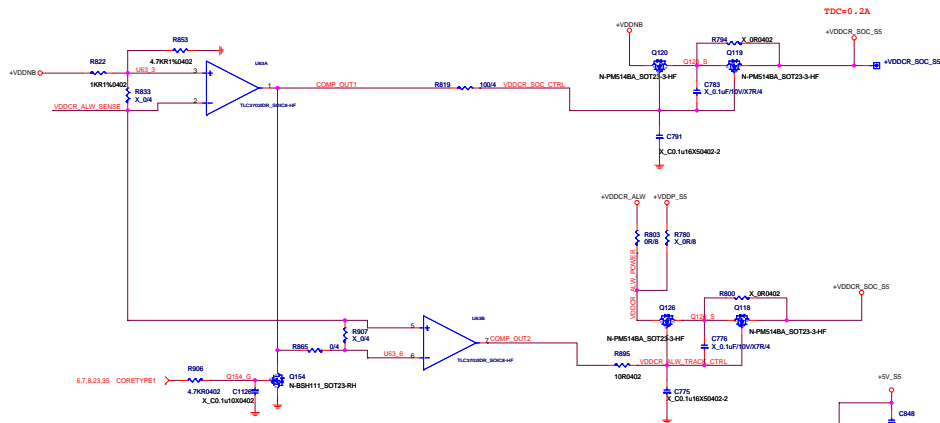 TDC=0.2A
+VDDNB
+VDDCR_SOC_S5
R853
4.7KR1%0402
R822
+VDDNB
1KR1%0402
U63_3
3
U63A
1
2
TLC3702IDR_SOIC8-HF
R833
X_0/4
VDDCR_ALW_SENSE
COMP_OUT1
R819
100/4
VDDCR_SOC_CTRL
R794
X_0R0402
Q120
Q120_S
Q119
+VDDCR_SOC_S5
N-PM514BA_SOT23-3-HF
N-PM514BA_SOT23-3-HF
C783
X_0.1uF/10V/X7R/4
C791
X_C0.1u16X50402-2
+VDDCR_ALW
+VDDP_S5
R803
0R/8
R780
X_0R/8
VDDCR_ALW_POWER
R800
X_0R0402
+VDDCR_SOC_S5
Q126
Q118
N-PM514BA_SOT23-3-HF
N-PM514BA_SOT23-3-HF
C776
X_0.1uF/10V/X7R/4
R907
X_0/4
5
U63B
7
6
TLC3702IDR_SOIC8-HF
COMP_OUT2
R865
0/4
U63_6
R895
10R0402
VDDCR_ALW_TRACK_CTRL
C775
X_C0.1u16X50402-2
6,7,8,23,35
CORETYPE1
R906
4.7KR0402
Q154_G
Q154
N-BSH111_SOT23-RH
C1126
X_C0.1u10X0402
+5V_S5
C848